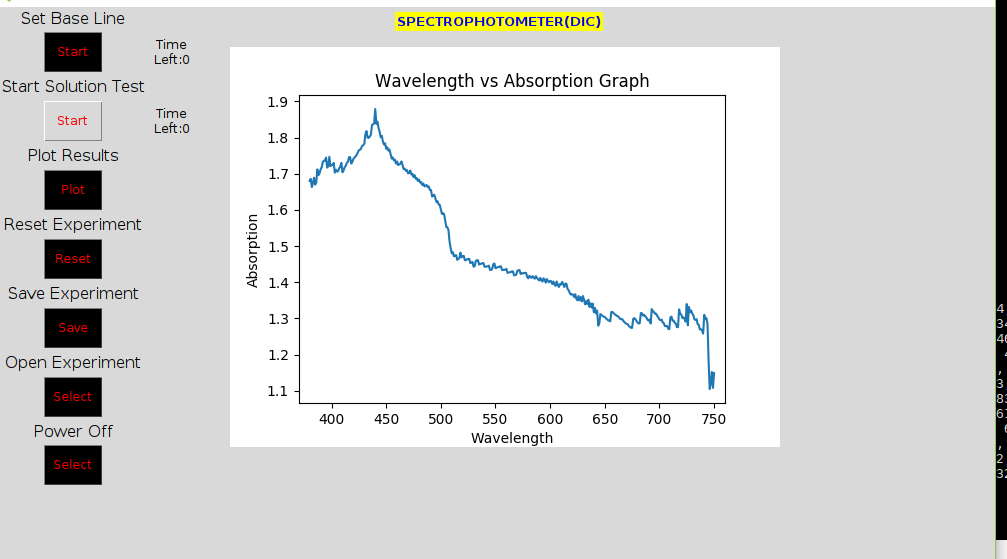 SPECTROPHOTOMETER(DIC)
Set Base Line
Start
Time
Left:0
Start Solution Test
Start
Time
Left:0
Plot Results
Plot
Reset Experiment
Reset
Save Experiment
Save
Open Experiment
Select
Power Off
Select
Wavelength vs Absorption Graph
Absorption
1.9
1.8
1.7
1.6
1.5
1.4
1.3
1.2
1.1
400 450 500 550 600 650 700 750
Wavelength